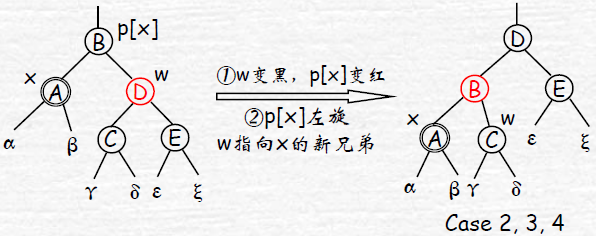 B p[x]
x A D w
C E
α β
γ δ ε ξ
①w变黑，p[x]变红
②p[x]左旋
w指向x的新兄弟
D
B E
x A C w
ε ξ
α β γ δ
Case 2, 3, 4